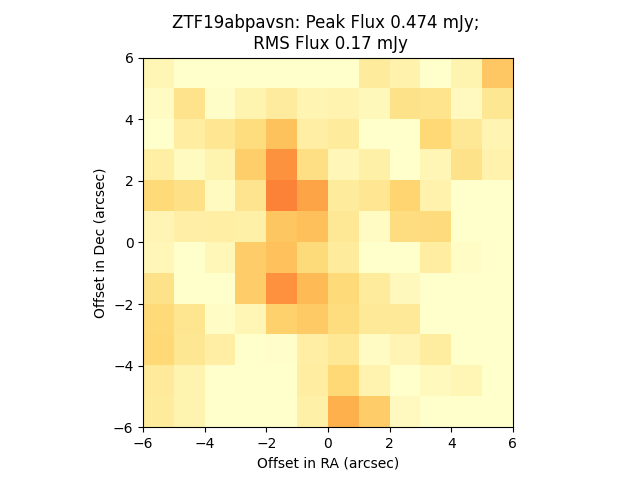 ZTF19abpavsn: Peak Flux 0.474 mJy;
RMS Flux 0.17 mJy
6
4
2
0
−2
−4
−6
Offset in Dec (arcsec)
−6 −4 −2 0 2 4 6
Offset in RA (arcsec)